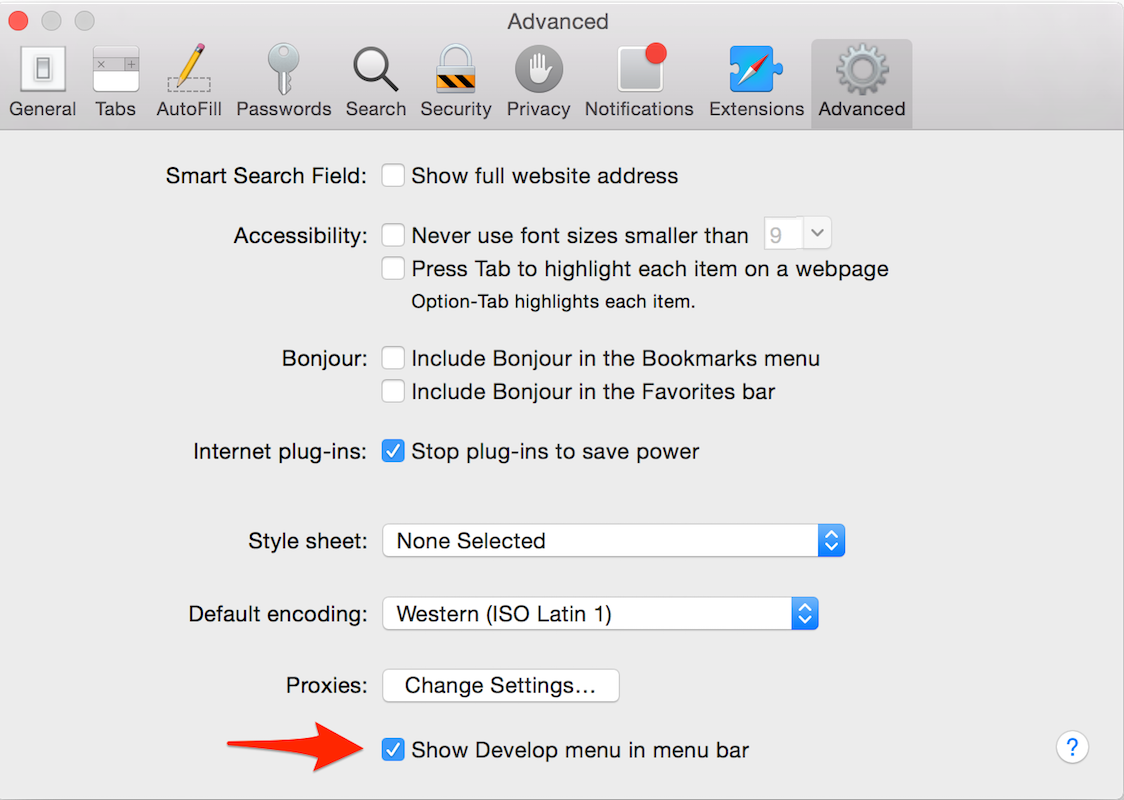 Advanced
General Tabs AutoFill Passwords Search Security Privacy Notifications Extensions Advanced
Smart Search Field: Show full website address
Accessibility: Never use font sizes smaller than 9
Press Tab to highlight each item on a webpage
Option-Tab highlights each item.
Bonjour: Include Bonjour in the Bookmarks menu
Include Bonjour in the Favorites bar
Internet plug-ins: Stop plug-ins to save power
Style sheet: None Selected
Default encoding: Western (ISO Latin 1)
Proxies: Change Settings...
Show Develop menu in menu bar ?